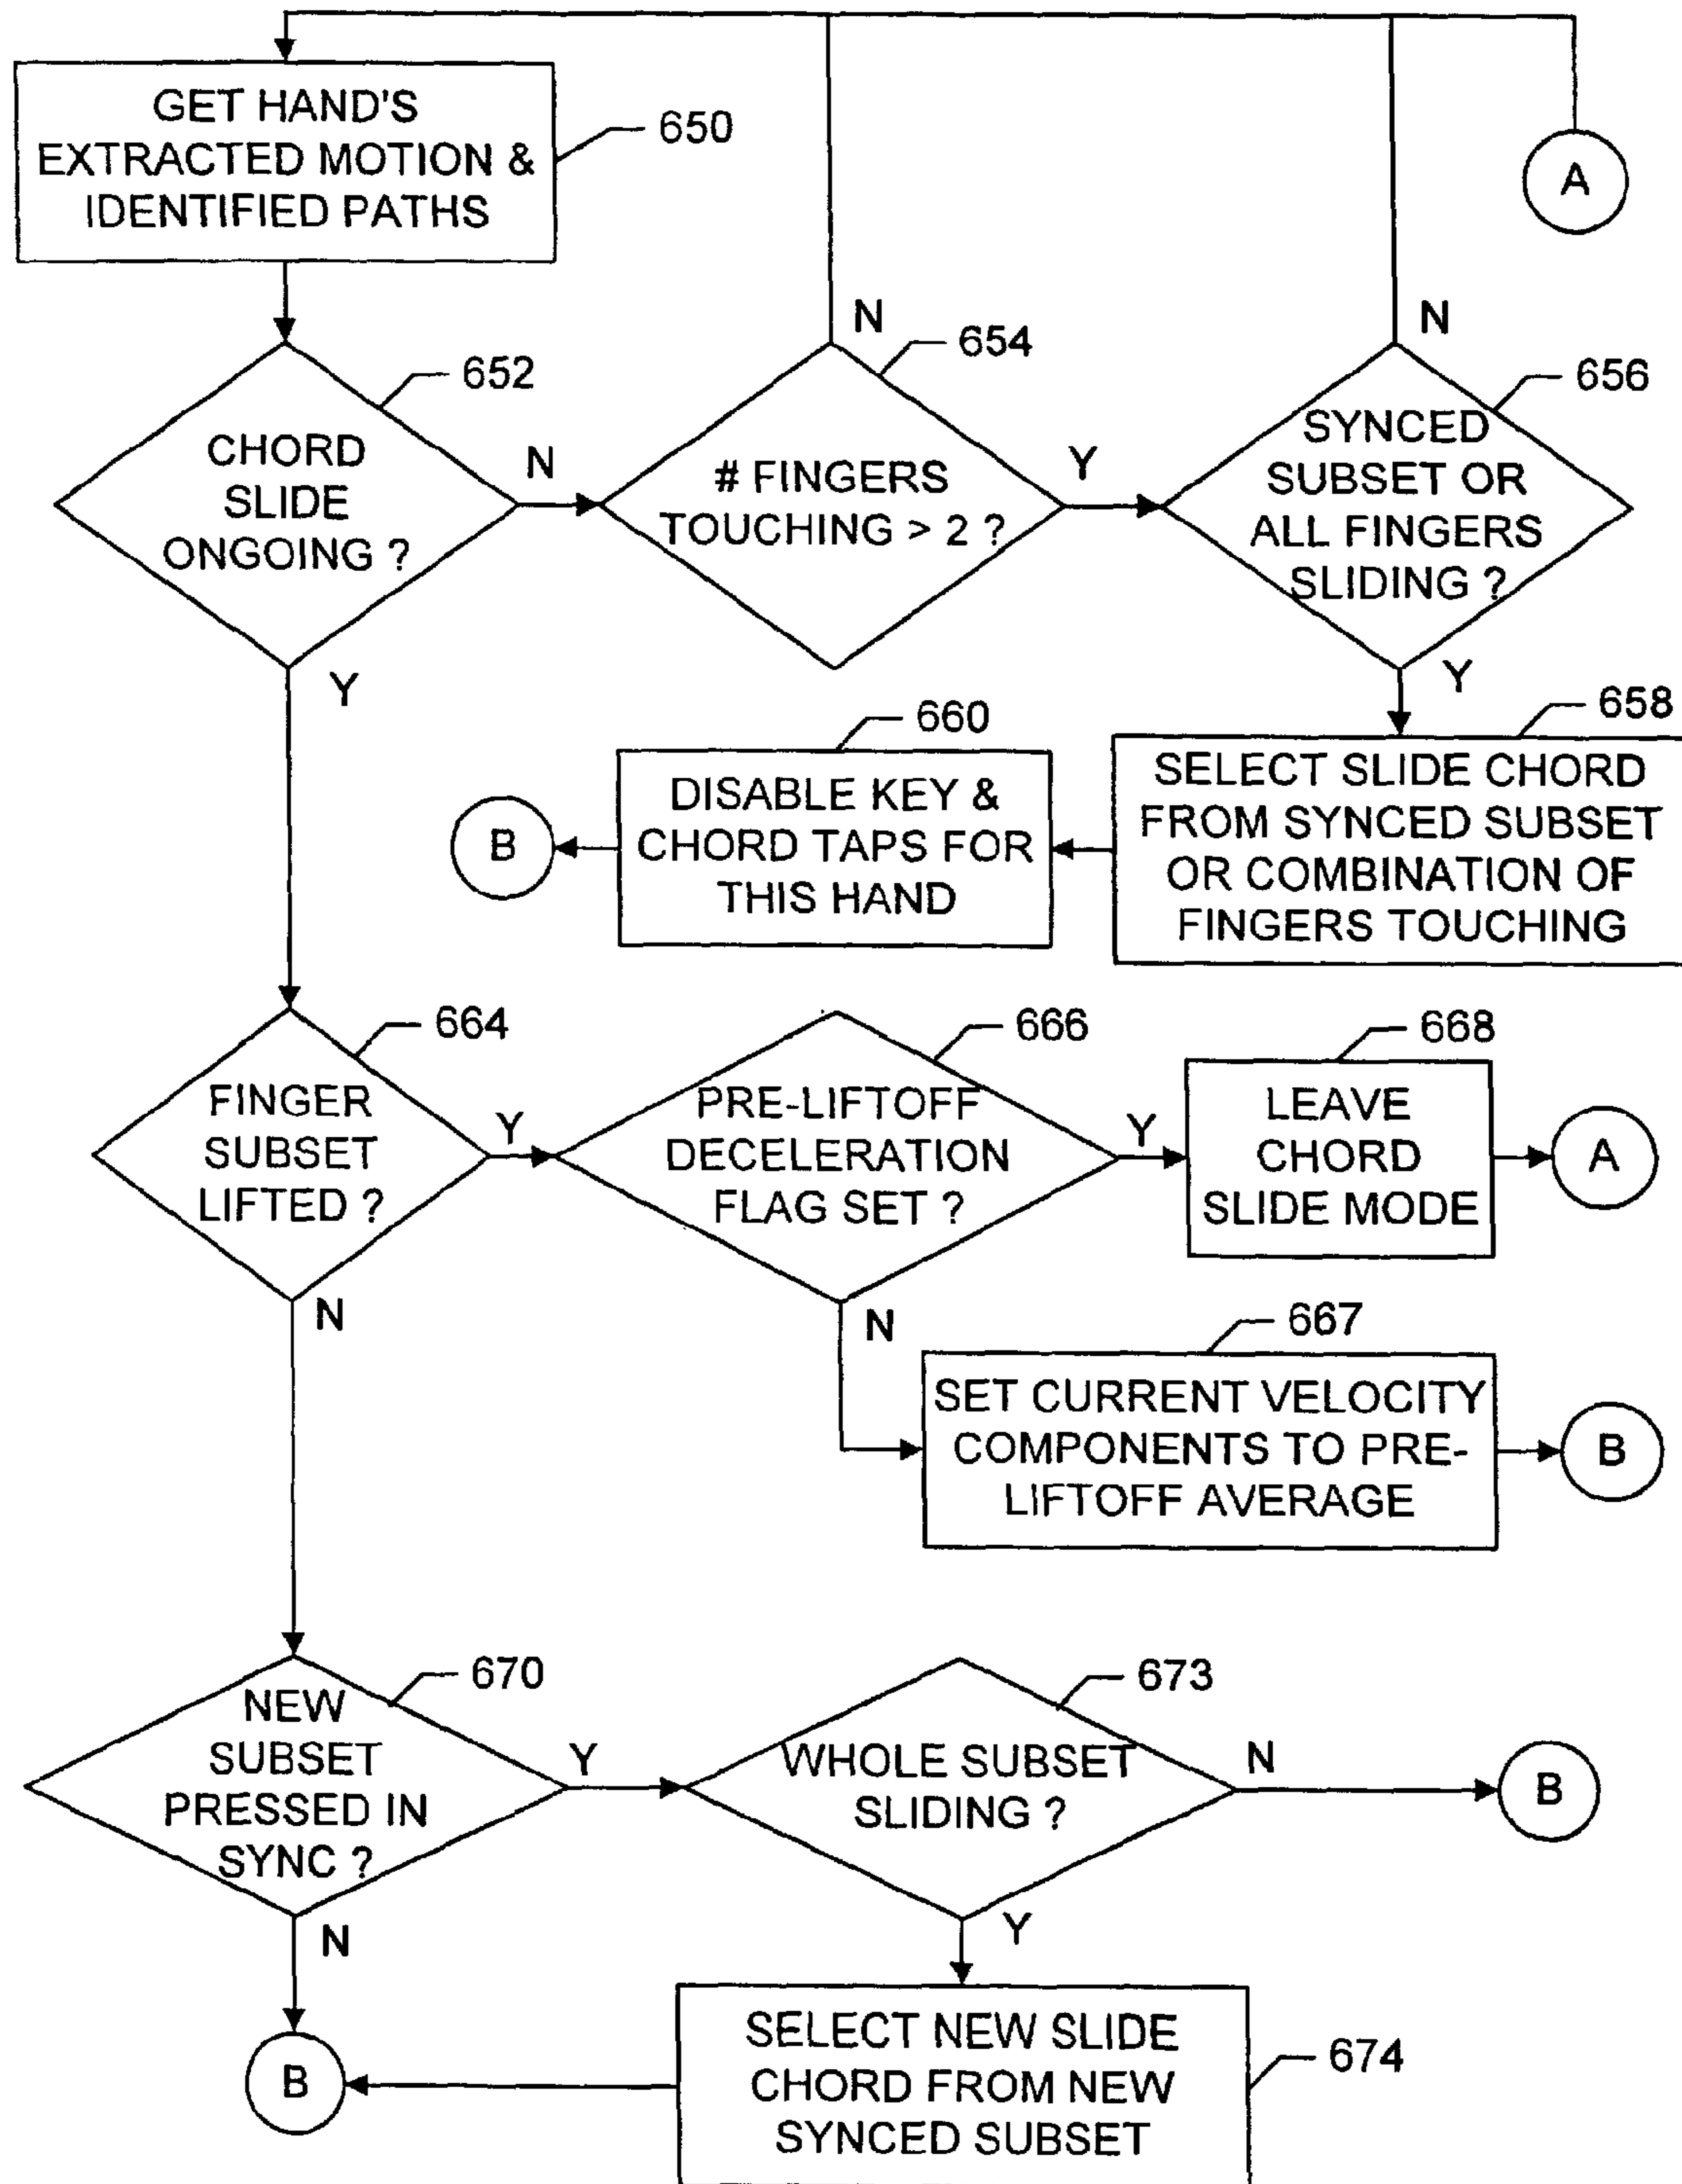 GET HAND'S
EXTRACTED MOTION &
IDENTIFIED PATHS
650
A
652
CHORD
SLIDE
ONGOING ?
N
Y
N
654
# FINGERS
TOUCHING > 2 ?
Y
N
656
SYNCED
SUBSET OR
ALL FINGERS
SLIDING ?
Y
658
SELECT SLIDE CHORD
FROM SYNCED SUBSET
OR COMBINATION OF
FINGERS TOUCHING
660
DISABLE KEY &
CHORD TAPS FOR
THIS HAND
B
664
FINGER
SUBSET
LIFTED ?
Y
N
666
PRE-LIFTOFF
DECELERATION
FLAG SET ?
Y
N
668
LEAVE
CHORD
SLIDE MODE
A
667
SET CURRENT VELOCITY
COMPONENTS TO PRE-
LIFTOFF AVERAGE
B
670
NEW
SUBSET
PRESSED IN
SYNC ?
Y
N
673
WHOLE SUBSET
SLIDING ?
N
B
Y
674
SELECT NEW SLIDE
CHORD FROM NEW
SYNCED SUBSET
B